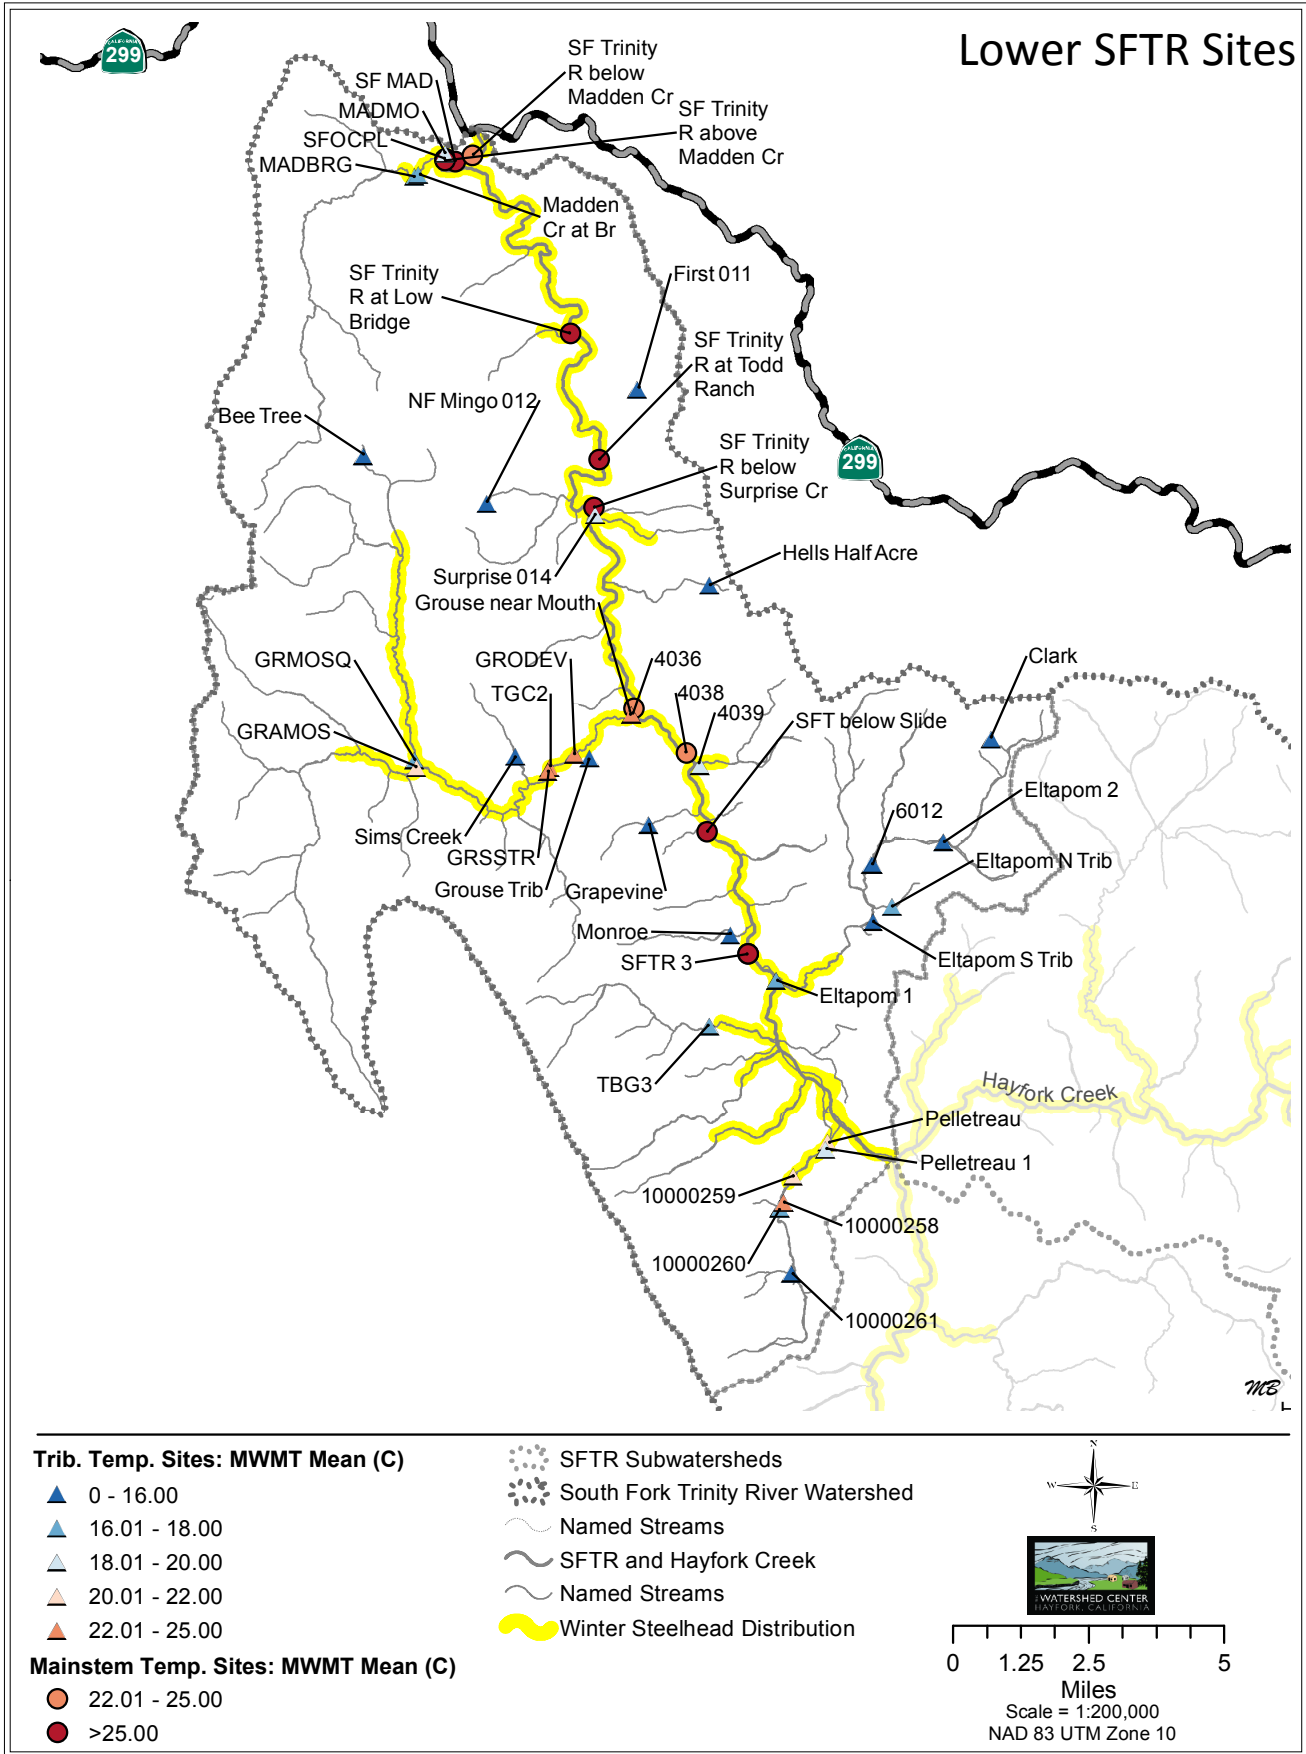 Lower SFTR Sites
CALIFORNIA
299
SF Trinity
R below
Madden Cr
SF MAD
MADMO
SFOCPL
MADBRG
SF Trinity
R above
Madden Cr
Madden
Cr at Br
SF Trinity
R at Low
Bridge
First 011
SF Trinity
R at Todd
Ranch
NF Mingo 012
Bee Tree
SF Trinity
R below
Surprise Cr
CALIFORNIA
299
Hells Half Acre
Surprise 014
Grouse near Mouth
GRMOSQ
GRODEV
4036
Clark
TGC2
4038
4039
SFT below Slide
GRAMOS
Eltapom 2
6012
Sims Creek
GRSSTR
Eltapom N Trib
Grouse Trib
Grapevine
Monroe
SFTR 3
Eltapom S Trib
Eltapom 1
TBG3
Hayfork Creek
Pelletreau
Pelletreau 1
10000259
10000258
10000260
10000261
MB
Trib. Temp. Sites: MWMT Mean (C)
0 - 16.00
16.01 - 18.00
18.01 - 20.00
20.01 - 22.00
22.01 - 25.00
Mainstem Temp. Sites: MWMT Mean (C)
22.01 - 25.00
>25.00
SFTR Subwatersheds
South Fork Trinity River Watershed
Named Streams
SFTR and Hayfork Creek
Named Streams
Winter Steelhead Distribution
N
W E
S
WATERSHED CENTER
HAYFORK, CALIFORNIA
0 1.25 2.5 5
Miles
Scale = 1:200,000
NAD 83 UTM Zone 10